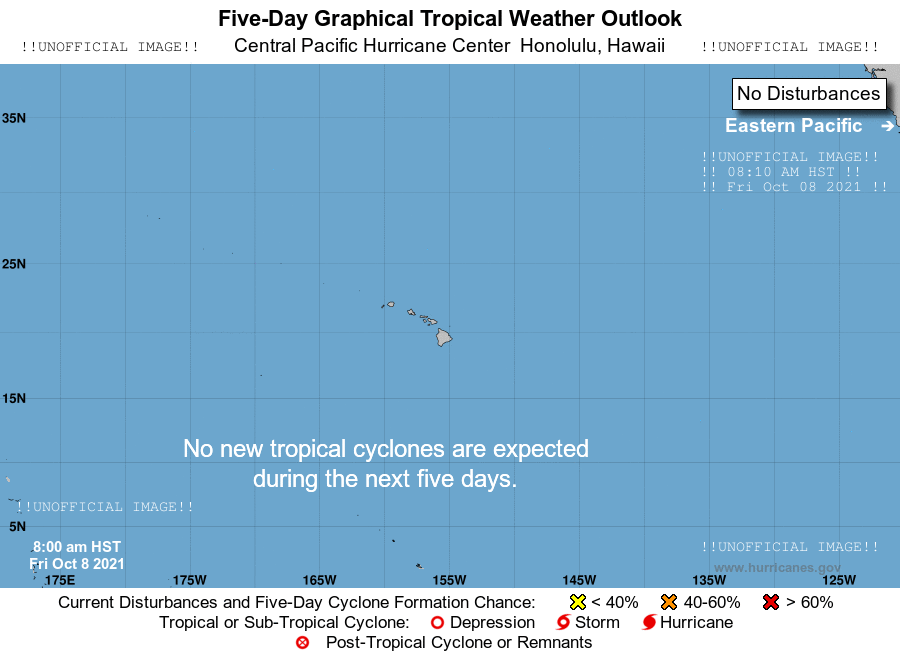 Five-Day Graphical Tropical Weather Outlook
!!UNOFFICIAL IMAGE!! Central Pacific Hurricane Center Honolulu, Hawaii !!UNOFFICIAL IMAGE!!
No Disturbances
35N
Eastern Pacific
!!UNOFFICIAL IMAGE!!
!! 08:10 AM HST !!
!! Fri Oct 08 2021 !!
25N
15N
No new tropical cyclones are expected
during the next five days.
!!UNOFFICIAL IMAGE!!
5N
8:00 am HST
!!UNOFFICIAL IMAGE!!
Fri Oct 8 2021
www.hurricanes.gov
175E 175W 165W 155W 145W 135W 125W
Current Disturbances and Five-Day Cyclone Formation Chance: < 40% 40-60% > 60%
Tropical or Sub-Tropical Cyclone: Depression Storm Hurricane
Post-Tropical Cyclone or Remnants